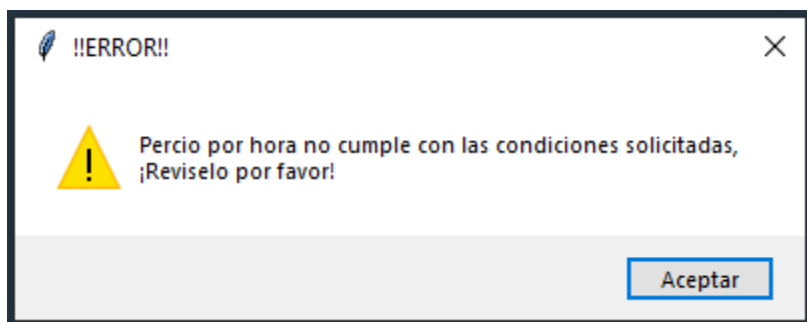 !!ERROR!!
Percio por hora no cumple con las condiciones solicitadas,
¡Reviselo por favor!
Aceptar